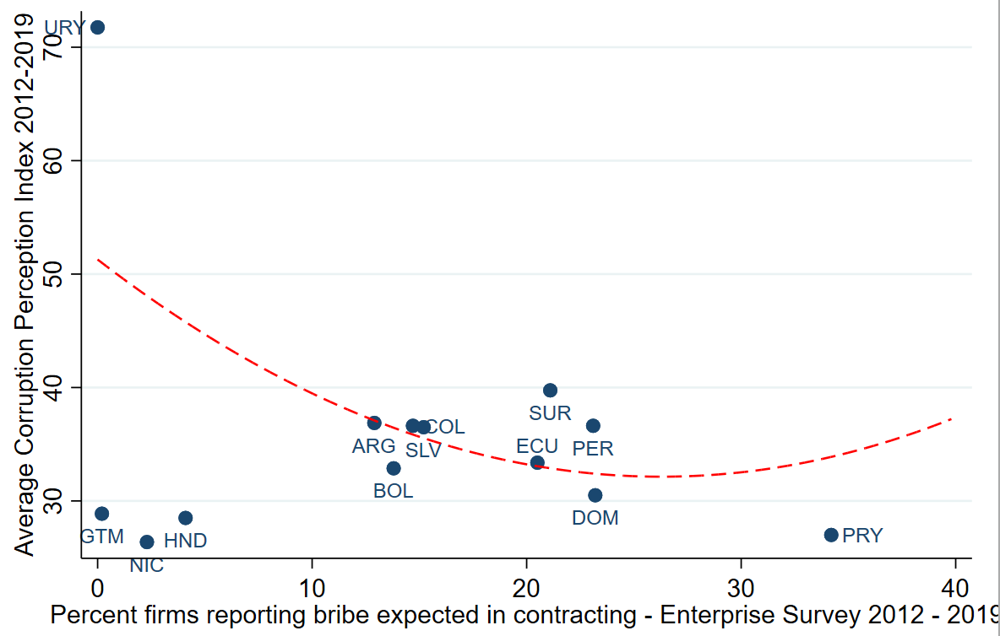 Average Corruption Perception Index 2012-2019
70
60
50
40
30
URY
SUR
COL
ARG
SLV
ECU
PER
BOL
DOM
GTM
HND
PRY
NIC
0
10
20
30
40
Percent firms reporting bribe expected in contracting - Enterprise Survey 2012 - 2019